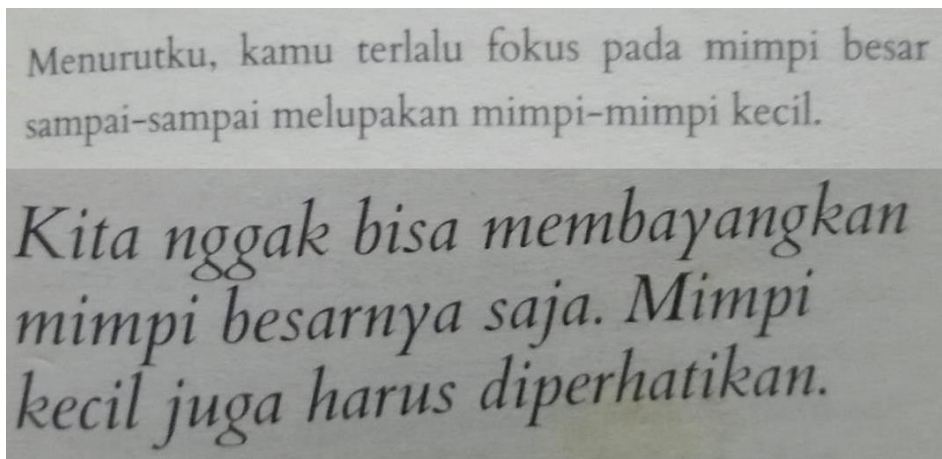 Menurutku, kamu terlalu fokus pada mimpi besar
sampai-sampai melupakan mimpi-mimpi kecil.
Kita nggak bisa membayangkan
mimpi besarnya saja. Mimpi
kecil juga harus diperhatikan.